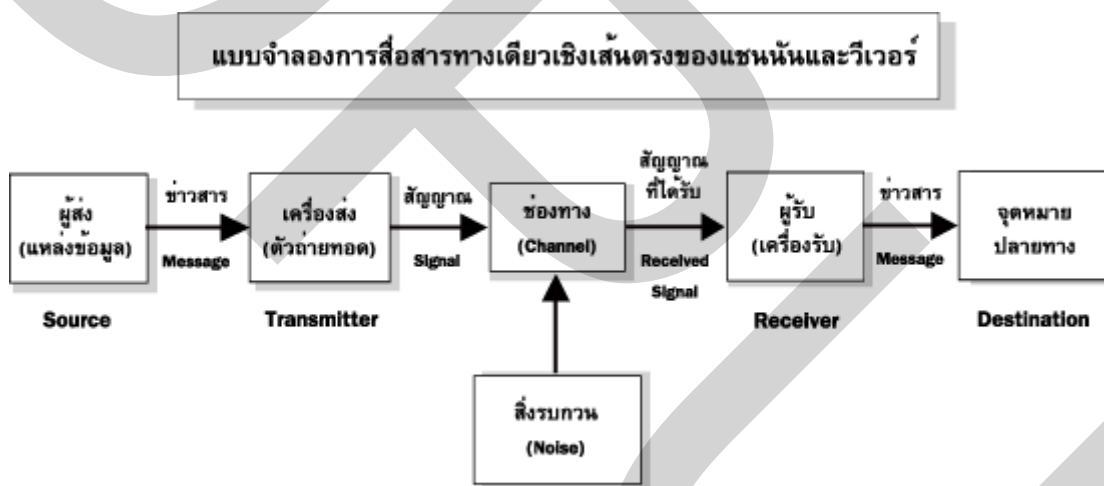 แบบจำลองการสื่อสารทางเดียวเชิงเส้นตรงของแชนนันและวีเวอร์
ผู้ส่ง
(แหล่งข้อมูล)
Source
ข่าวสาร
Message
เครื่องส่ง
(ตัวถ่ายทอด)
Transmitter
สัญญาณ
Signal
ช่องทาง
(Channel)
สัญญาณ
ที่ได้รับ
Received
Signal
ผู้รับ
(เครื่องรับ)
Receiver
ข่าวสาร
Message
จุดหมาย
ปลายทาง
Destination
สิ่งรบกวน
(Noise)